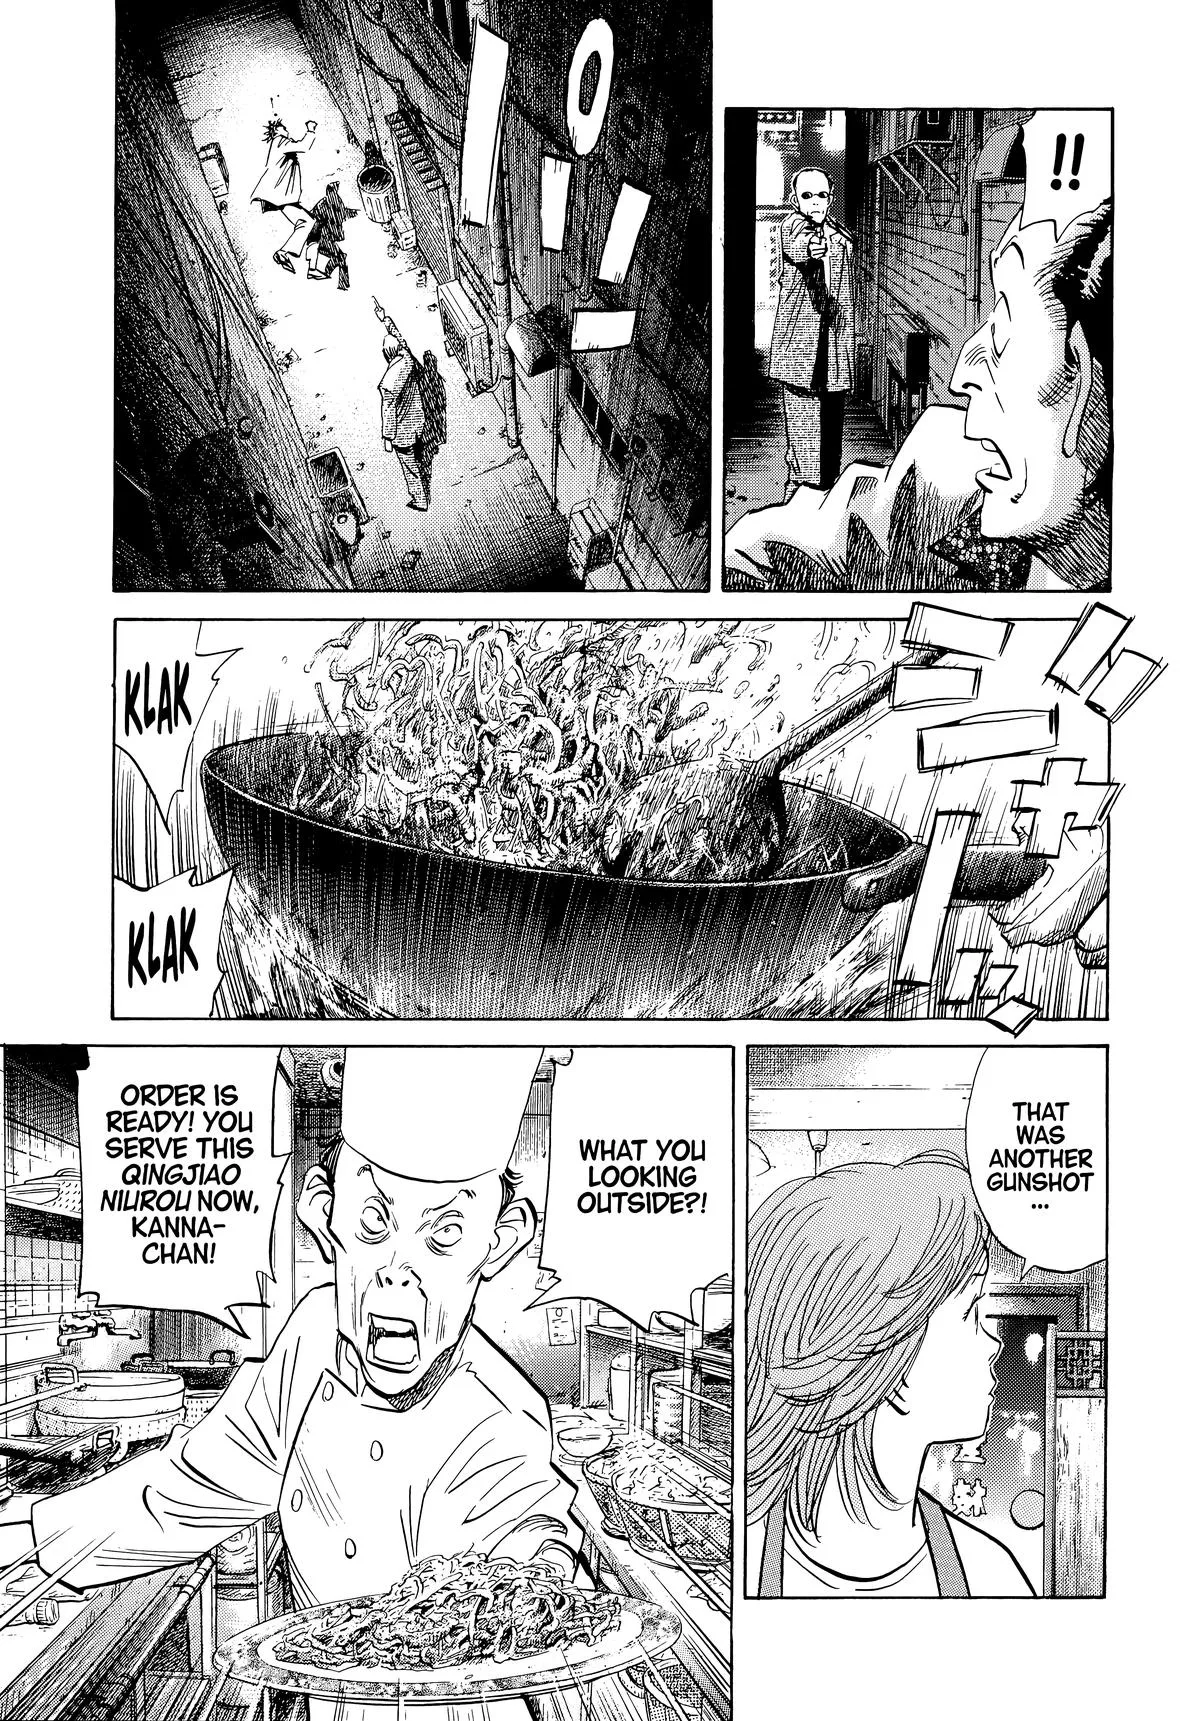 !!
KLAK
KLAK
THAT
WAS
ANOTHER
GUNSHOT
...
WHAT YOU
LOOKING
OUTSIDE?!
ORDER IS
READY! YOU
SERVE THIS
QINGJIAO
NIUROU NOW,
KANNA-
CHAN!